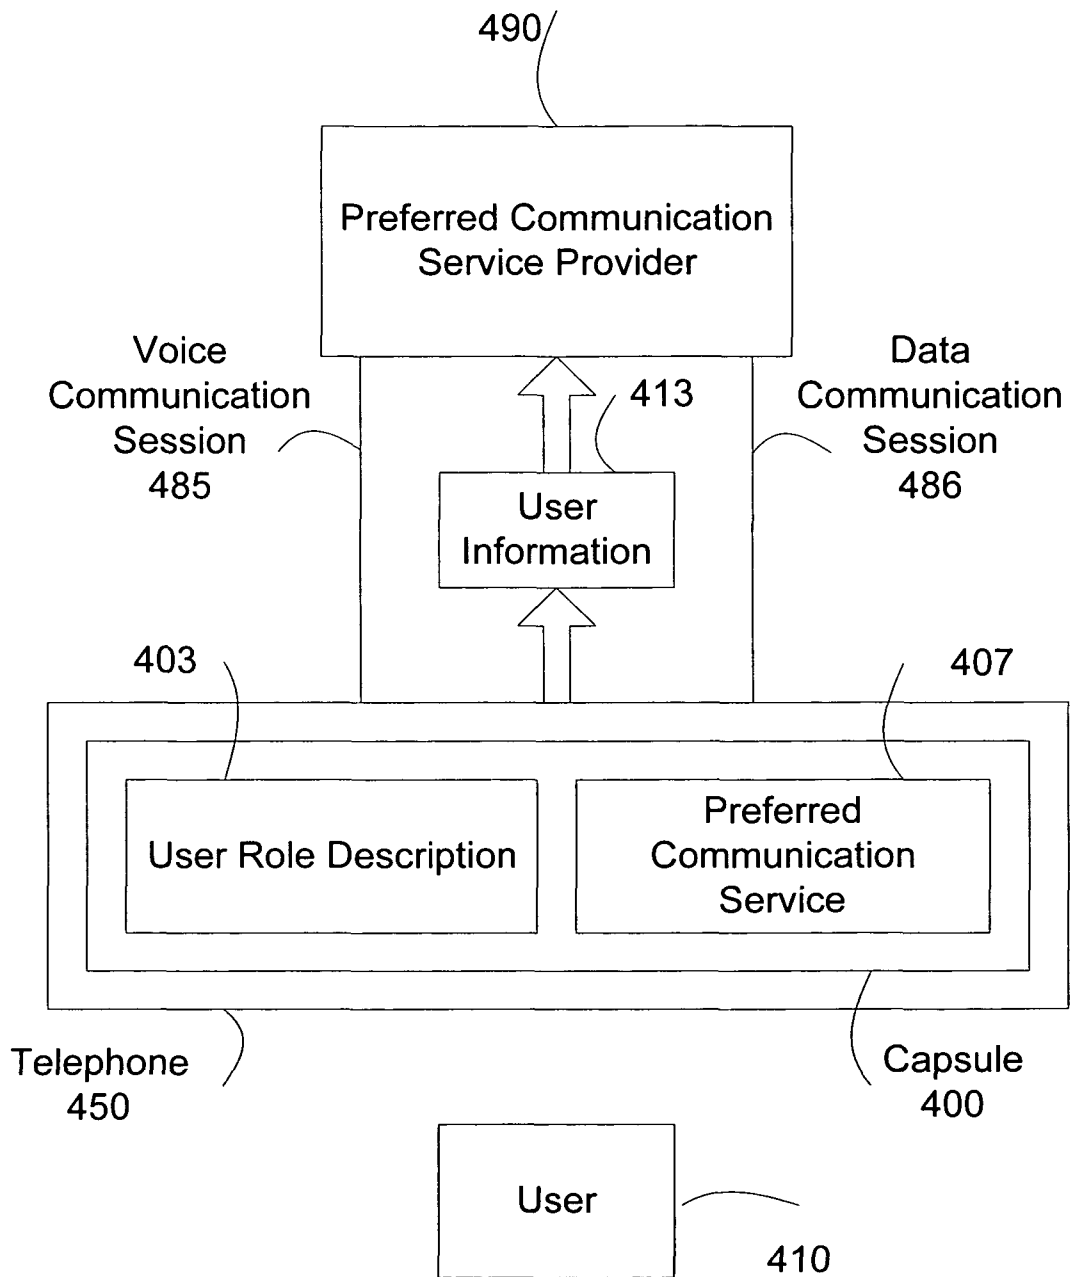 490
Preferred Communication
Service Provider
Voice
Communication
Session
485
413
Data
Communication
Session
486
User
Information
403
407
User Role Description
Preferred
Communication
Service
Telephone
450
Capsule
400
User
410